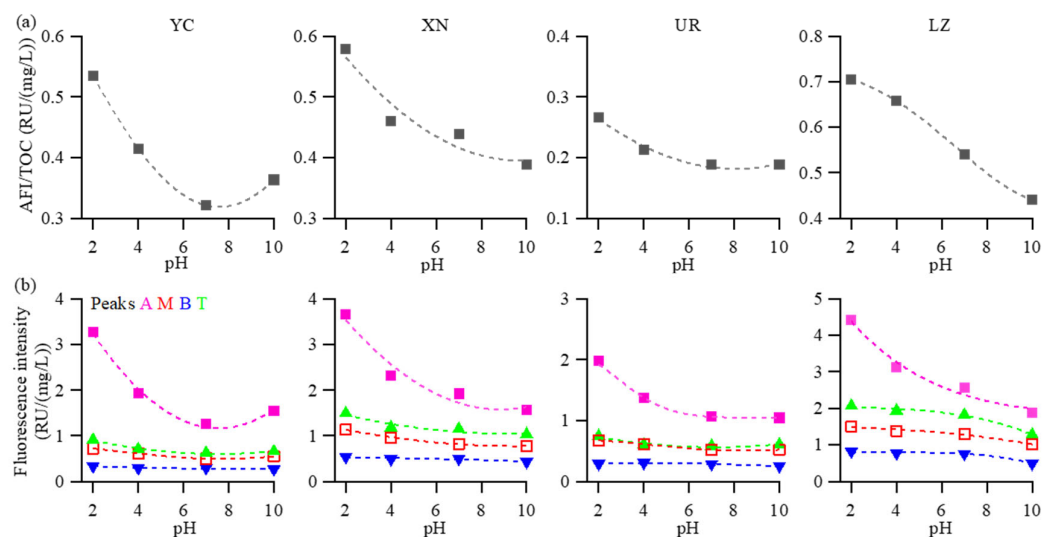 (a)
YC
XN
UR
LZ
AFI/TOC (RU/(mg/L))
0.6
0.5
0.4
0.3
2 4 6 8 10
pH
0.6
0.5
0.4
0.3
2 4 6 8 10
pH
0.4
0.3
0.2
0.1
2 4 6 8 10
pH
0.8
0.7
0.6
0.5
0.4
2 4 6 8 10
pH
(b)
Peaks A M B T
Fluorescence intensity
(RU/(mg/L))
4
3
2
1
0
2 4 6 8 10
pH
4
3
2
1
0
2 4 6 8 10
pH
3
2
1
0
2 4 6 8 10
pH
5
4
3
2
1
0
2 4 6 8 10
pH